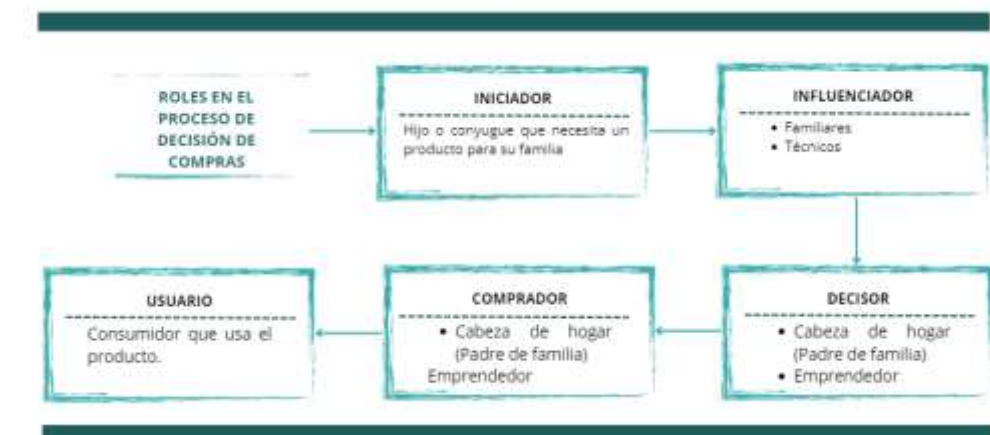 ROLES EN EL
PROCESO DE
DECISIÓN DE
COMPRAS
INICIADOR
Hijo o conyugue que necesita un
producto para su familia
INFLUENCIADOR
• Familiares
• Técnicos
DECISOR
• Cabeza de hogar
(Padre de familia)
• Emprendedor
COMPRADOR
• Cabeza de hogar
(Padre de familia)
Emprendedor
USUARIO
Consumidor que usa el
producto.